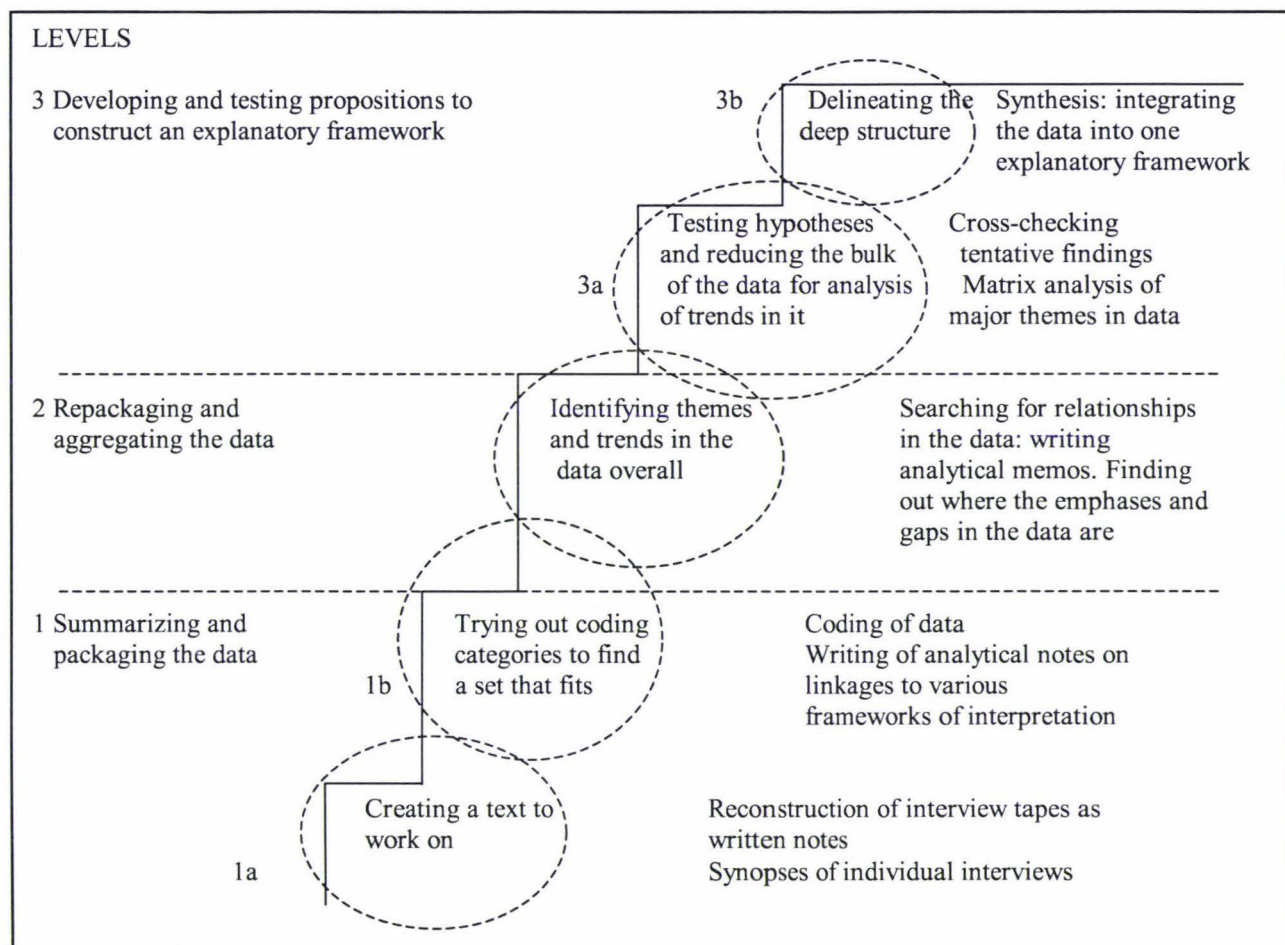 LEVELS
3 Developing and testing propositions to
construct an explanatory framework
3b
Delineating the
deep structure
Synthesis: integrating
the data into one
explanatory framework
3a
Testing hypotheses
and reducing the bulk
of the data for analysis
of trends in it
Cross-checking
tentative findings
Matrix analysis of
major themes in data
2 Repackaging and
aggregating the data
Identifying themes
and trends in the
data overall
Searching for relationships
in the data: writing
analytical memos. Finding
out where the emphases and
gaps in the data are
1 Summarizing and
packaging the data
1b
Trying out coding
categories to find
a set that fits
Coding of data
Writing of analytical notes on
linkages to various
frameworks of interpretation
1a
Creating a text to
work on
Reconstruction of interview tapes as
written notes
Synopses of individual interviews